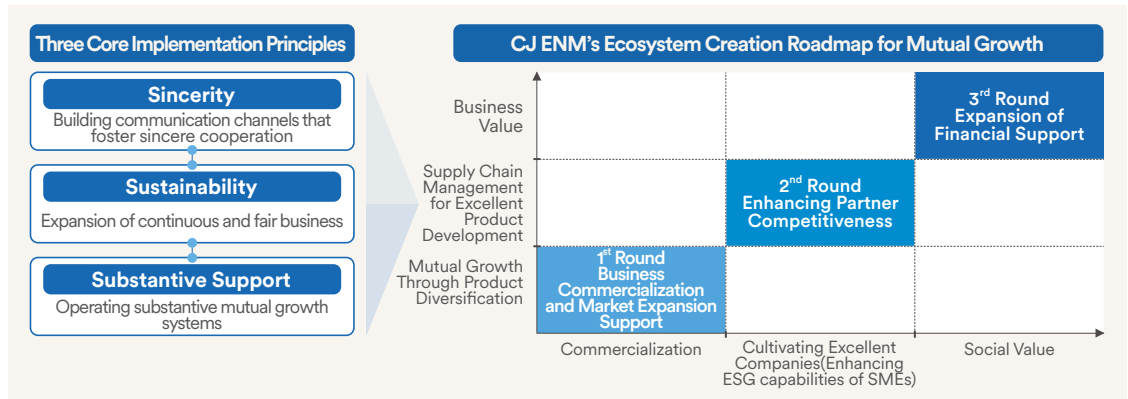 Three Core Implementation Principles
Sincerity
Building communication channels that
foster sincere cooperation
Sustainability
Expansion of continuous and fair business
Substantive Support
Operating substantive mutual growth
systems
CJ ENM's Ecosystem Creation Roadmap for Mutual Growth
Business
Value
3rd Round
Expansion of
Financial Support
Supply Chain
Management
for Excellent
Product
Development
2nd Round
Enhancing Partner
Competitiveness
Mutual Growth
Through Product
Diversification
1st Round
Business
Commercialization
and Market Expansion
Support
Commercialization
Cultivating Excellent
Companies(Enhancing
ESG capabilities of SMEs)
Social Value